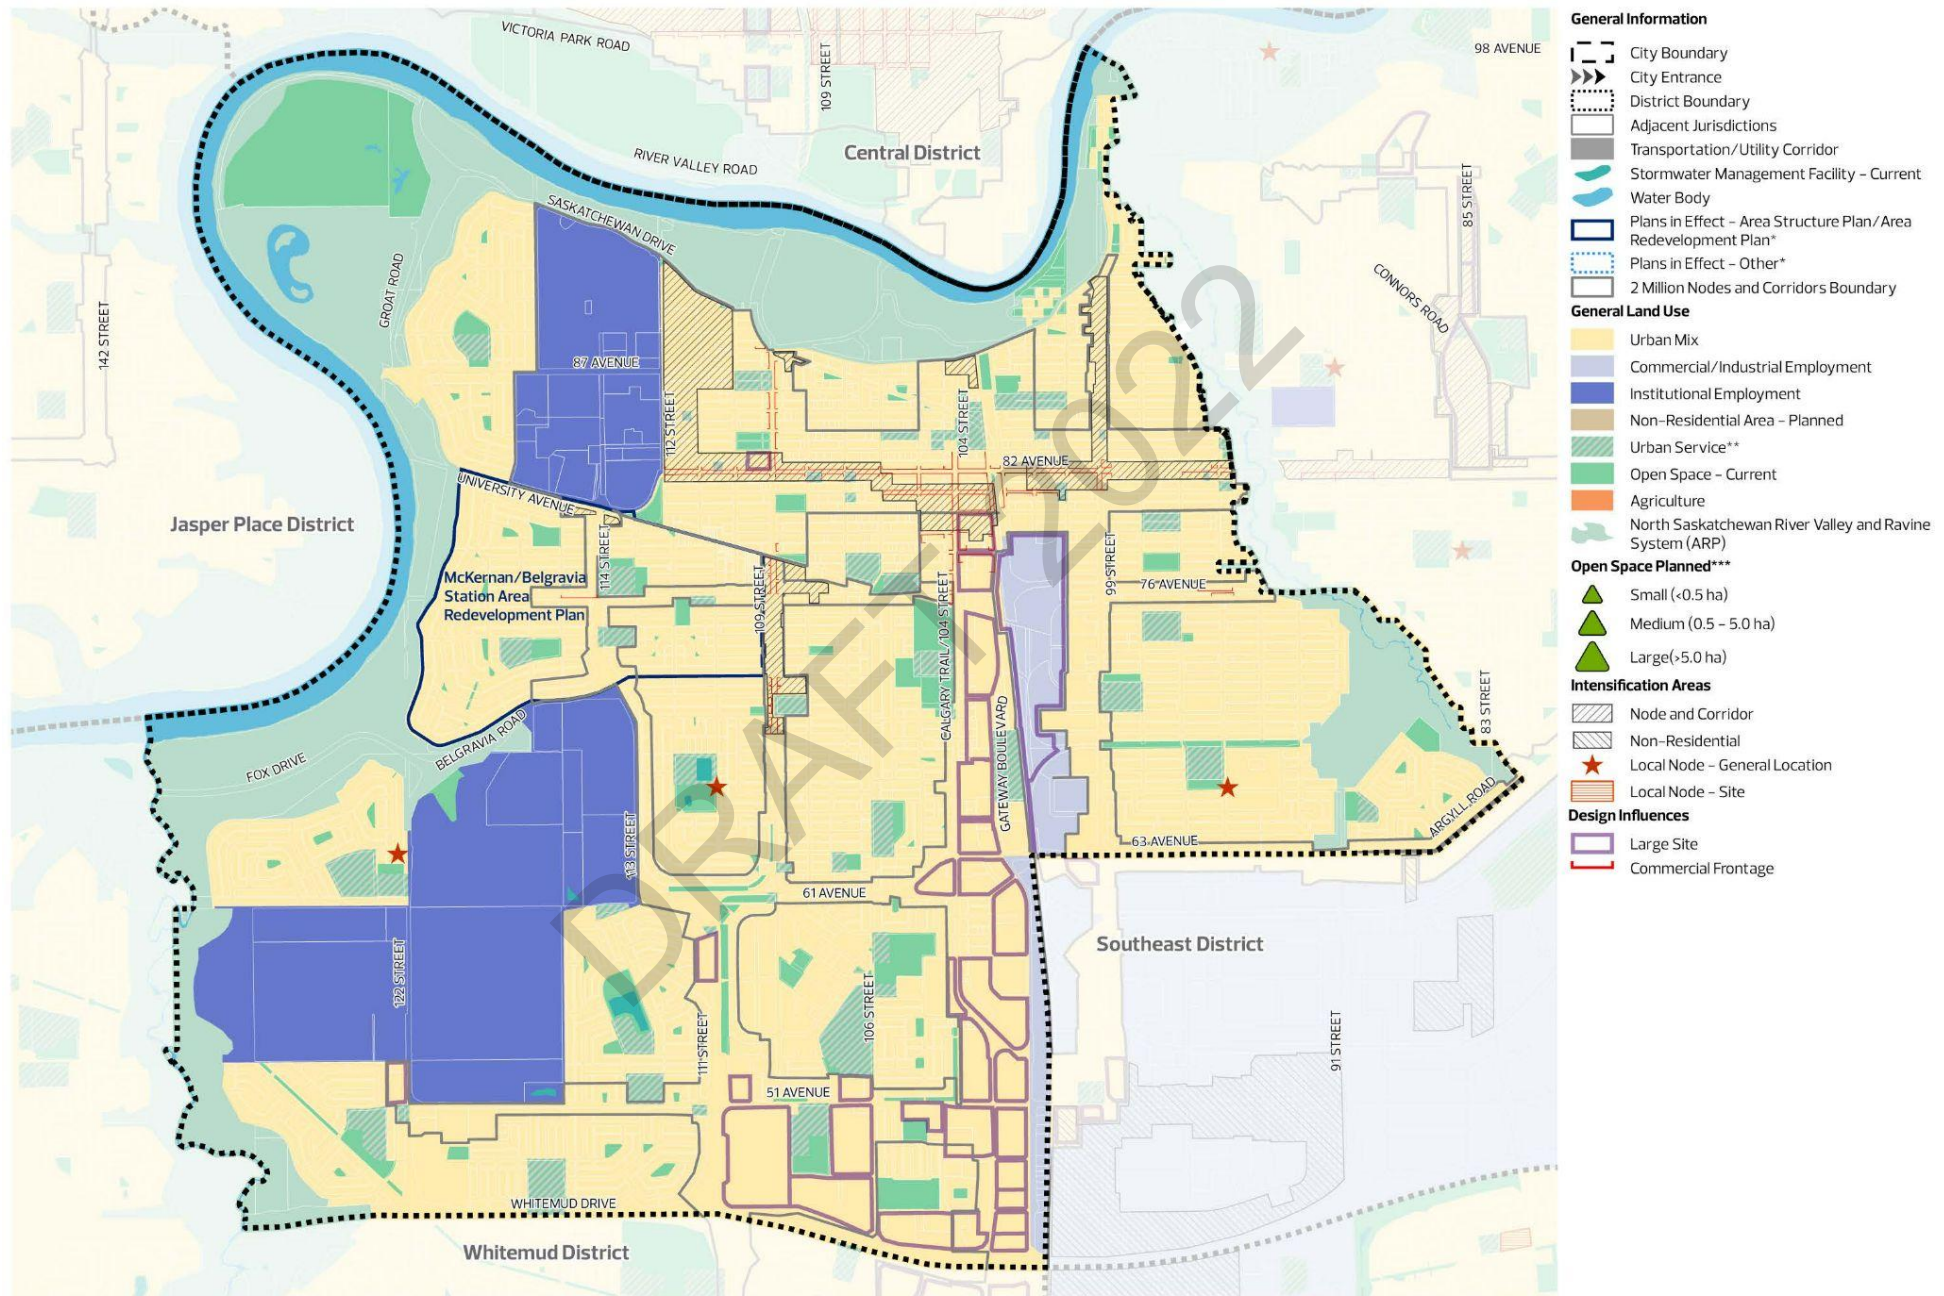 VICTORIA PARK ROAD
109 STREET
98 AVENUE
Central District
RIVER VALLEY ROAD
85 STREET
SASKATCHEWAN DRIVE
GROAT ROAD
CONNORS ROAD
142 STREET
87 AVENUE
112 STREET
104 STREET
82 AVENUE
UNIVERSITY AVENUE
Jasper Place District
114 STREET
99 STREET
McKernan/Belgravia
Station Area
Redevelopment Plan
109 STREET
76 AVENUE
CALGARY TRAIL/104 STREET
GATEWAY BOULEVARD
83 STREET
FOX DRIVE
BELGRAVIA ROAD
113 STREET
ARGYLL ROAD
63 AVENUE
61 AVENUE
Southeast District
122 STREET
106 STREET
111 STREET
91 STREET
51 AVENUE
WHITEMUD DRIVE
Whitemud District
DRAFT 2022
General Information
City Boundary
City Entrance
District Boundary
Adjacent Jurisdictions
Transportation/Utility Corridor
Stormwater Management Facility – Current
Water Body
Plans in Effect – Area Structure Plan/Area
Redevelopment Plan*
Plans in Effect – Other*
2 Million Nodes and Corridors Boundary
General Land Use
Urban Mix
Commercial/Industrial Employment
Institutional Employment
Non-Residential Area – Planned
Urban Service**
Open Space – Current
Agriculture
North Saskatchewan River Valley and Ravine
System (ARP)
Open Space Planned***
Small (<0.5 ha)
Medium (0.5 – 5.0 ha)
Large(>5.0 ha)
Intensification Areas
Node and Corridor
Non-Residential
Local Node – General Location
Local Node – Site
Design Influences
Large Site
Commercial Frontage